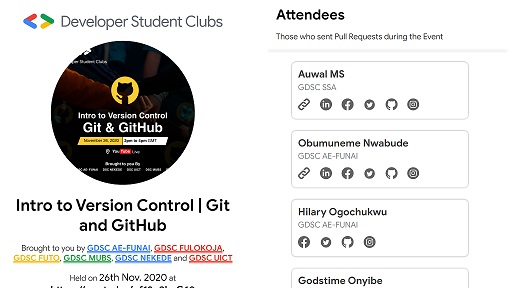 Developer Student Clubs
Developer Student Clubs
Intro to Version Control
Git & GitHub
November 26, 2020
2pm to 4pm GMT
YouTube Live
Brought to you By
GDSC NEKEDE
Intro to Version Control | Git
and GitHub
Brought to you by GDSC AE-FUNAI, GDSC FULOKOJA,
GDSC FUTO, GDSC MUBS, GDSC NEKEDE and GDSC UICT
Held on 26th Nov. 2020 at
Attendees
Those who sent Pull Requests during the Event
Auwal MS
GDSC SSA
Obumuneme Nwabude
GDSC AE-FUNAI
Hilary Ogochukwu
GDSC AE-FUNAI
Godstime Onyibe